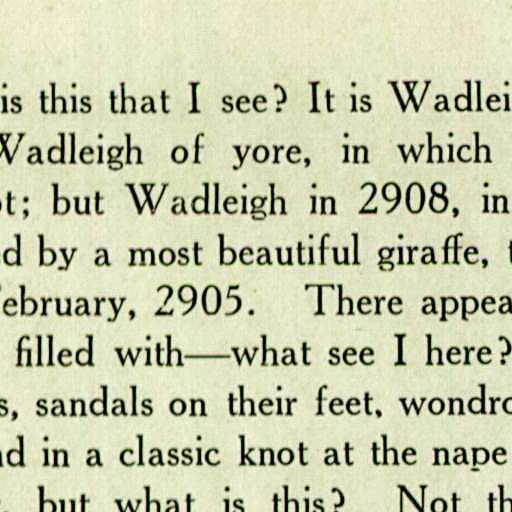 is this that I see? It is Wadlei
Wadleigh of yore, in which
t; but Wadleigh in 2908, in
d by a most beautiful giraffe, t
ebruary, 2905. There appea
filled with—what see I here?
s, sandals on their feet, wondro
nd in a classic knot at the nape
but what is this? Not th